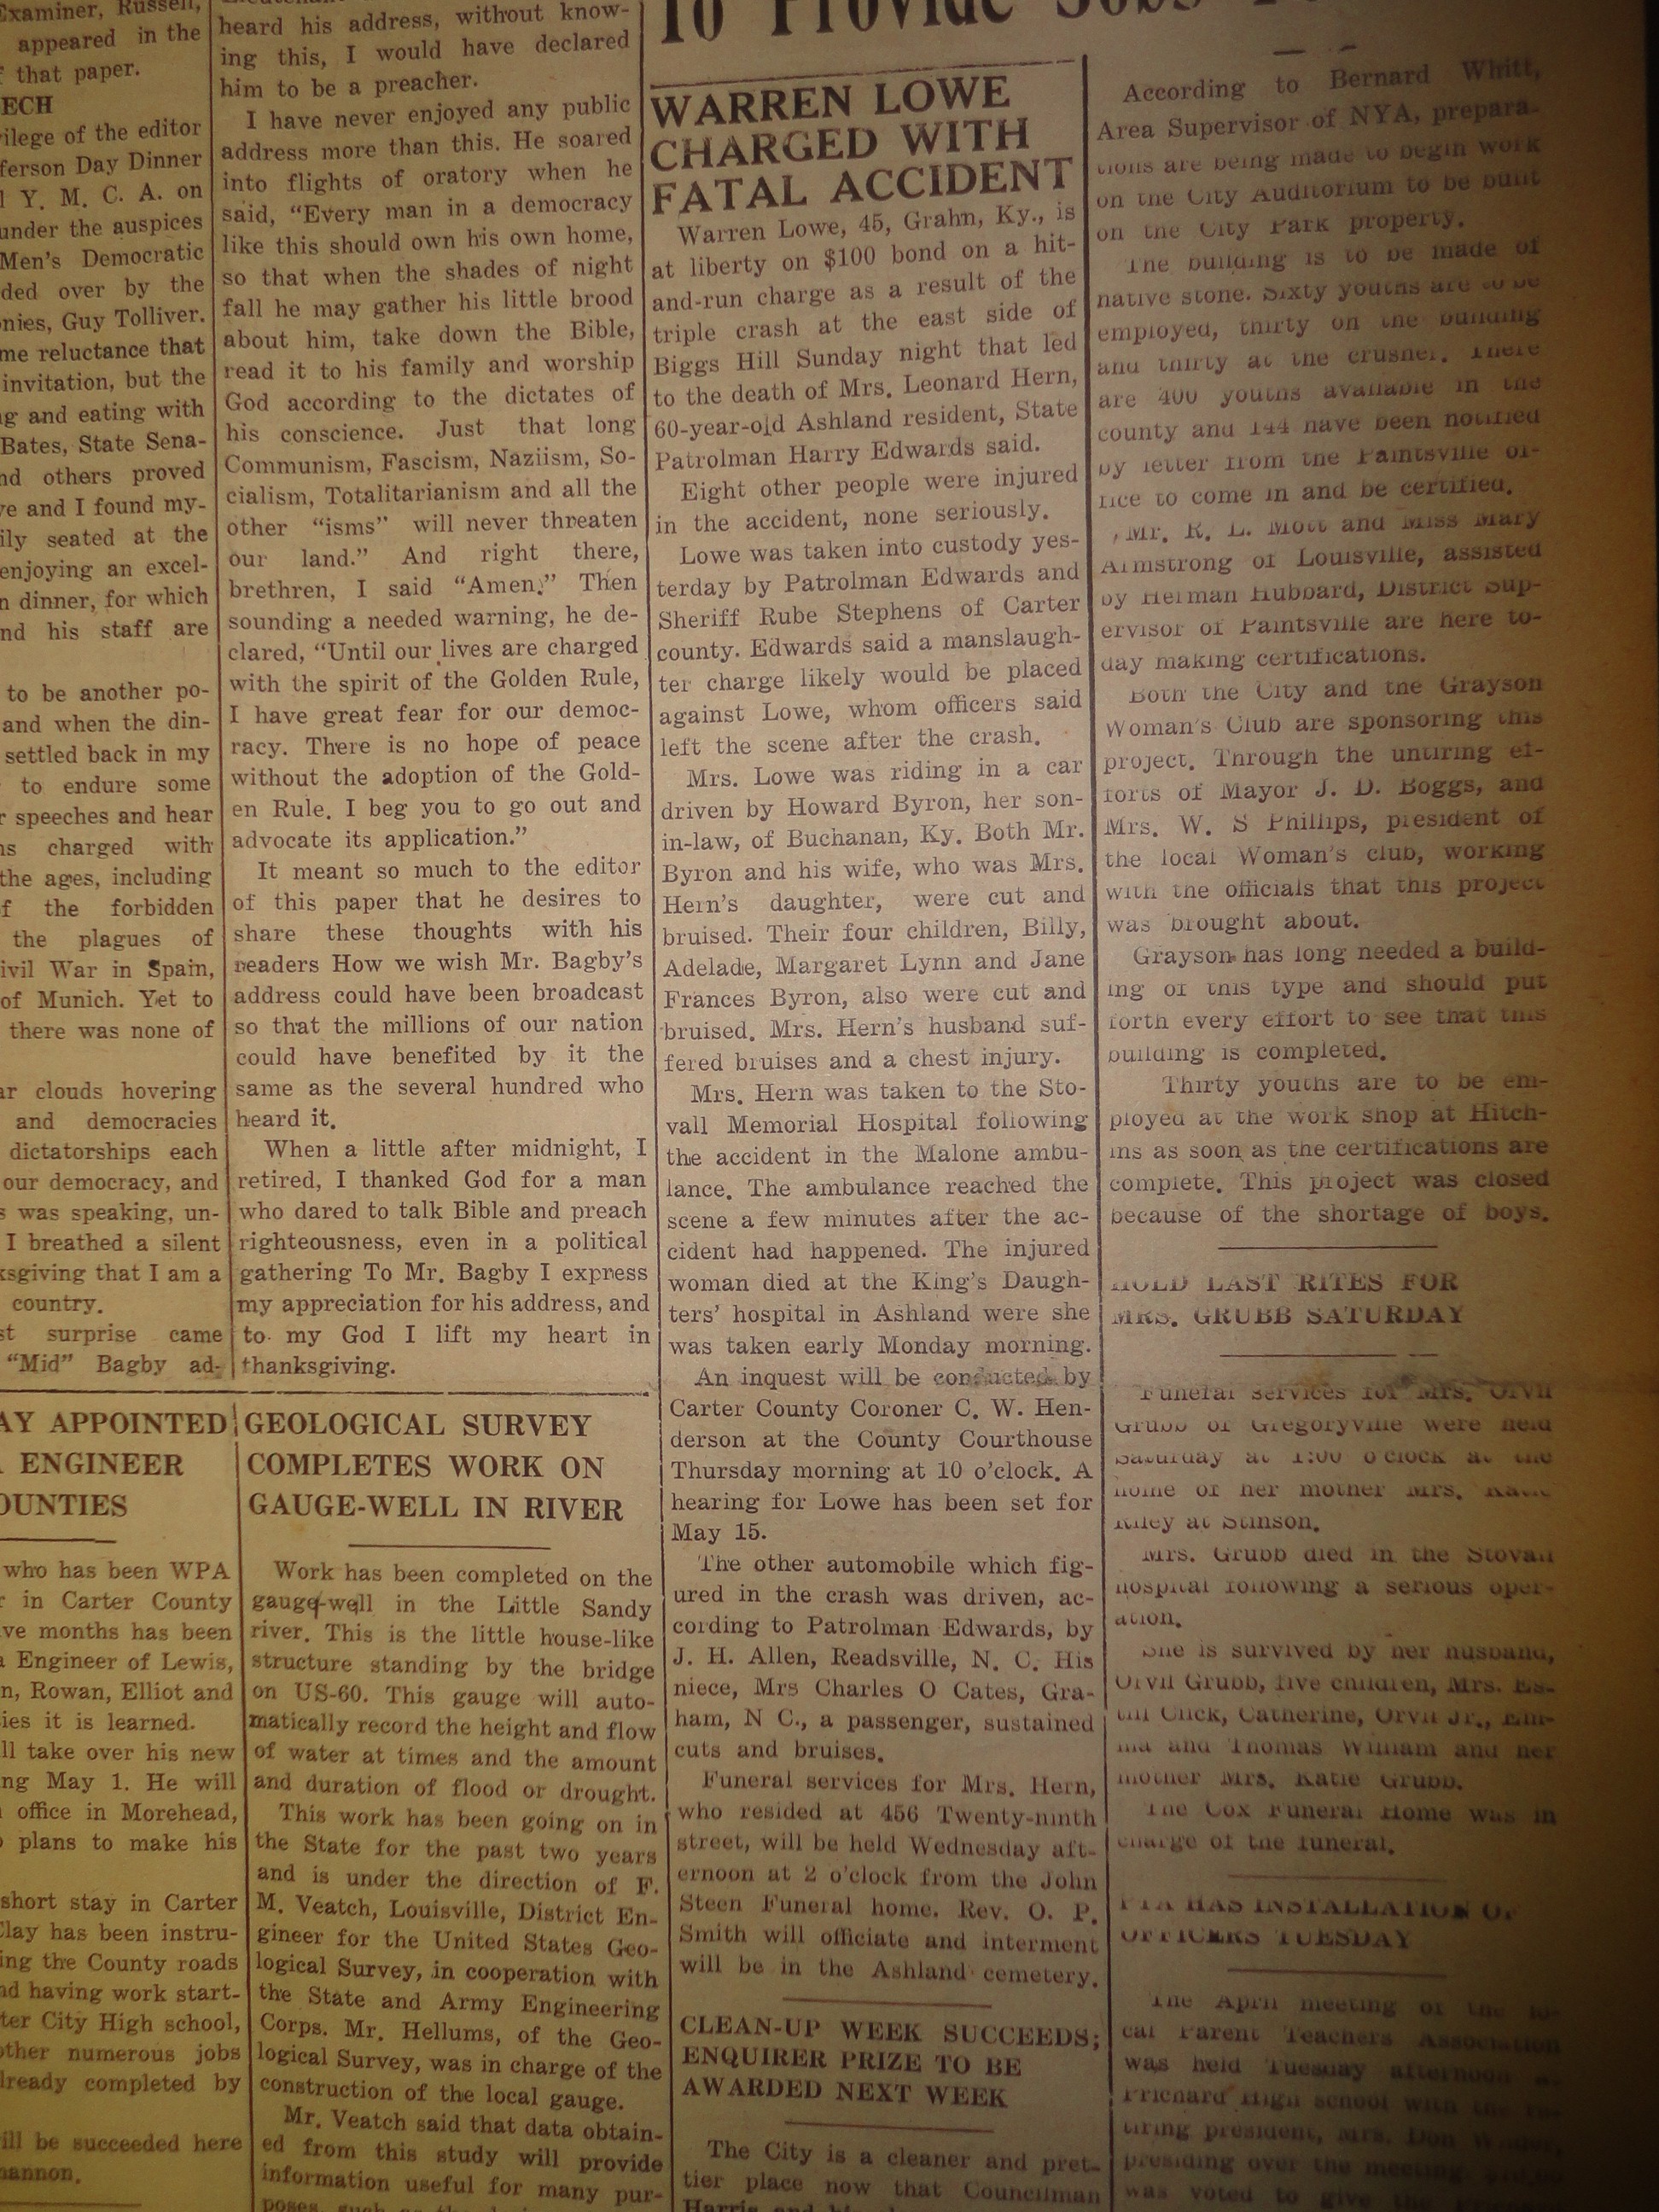 Examiner, Russell,
appeared in the
that paper.
ECH
vilege of the editor
ferson Day Dinner
l Y. M. C. A. on
under the auspices
Men's Democratic
ded over by the
onies, Guy Tolliver.
me reluctance that
invitation, but the
ng and eating with
Bates, State Sena-
nd others proved
ve and I found my-
ily seated at the
enjoying an excel-
n dinner, for which
nd his staff are
to be another po-
and when the din-
settled back in my
to endure some
r speeches and hear
ns charged with
the ages, including
f the forbidden
the plagues of
ivil War in Spain,
of Munich. Yet to
there was none of
ar clouds hovering
and democracies
dictatorships each
our democracy, and
s was speaking, un-
I breathed a silent
ksgiving that I am a
country.
st surprise came
"Mid" Bagby ad-
AY APPOINTED
ENGINEER
OUNTIES
who has been WPA
r in Carter County
ve months has been
a Engineer of Lewis,
n, Rowan, Elliot and
ies it is learned.
ll take over his new
ng May 1. He will
office in Morehead,
o plans to make his
short stay in Carter
Clay has been instru-
ing the County roads
nd having work start-
ter City High school,
other numerous jobs
lready completed by
ill be succeeded here
hannon.
heard his address, without know-
ing this, I would have declared
him to be a preacher.
I have never enjoyed any public
address more than this. He soared
into flights of oratory when he
said, "Every man in a democracy
like this should own his own home,
so that when the shades of night
fall he may gather his little brood
about him, take down the Bible,
read it to his family and worship
God according to the dictates of
his conscience. Just that long
Communism, Fascism, Naziism, So-
cialism, Totalitarianism and all the
other "isms" will never threaten
our land." And right there,
brethren, I said "Amen." Then
sounding a needed warning, he de-
clared, "Until our lives are charged
with the spirit of the Golden Rule,
I have great fear for our democ-
racy. There is no hope of peace
without the adoption of the Gold-
en Rule. I beg you to go out and
advocate its application."
It meant so much to the editor
of this paper that he desires to
share these thoughts with his
readers How we wish Mr. Bagby's
address could have been broadcast
so that the millions of our nation
could have benefited by it the
same as the several hundred who
heard it.
When a little after midnight, I
retired, I thanked God for a man
who dared to talk Bible and preach
righteousness, even in a political
gathering To Mr. Bagby I express
my appreciation for his address, and
to my God I lift my heart in
thanksgiving.
GEOLOGICAL SURVEY
COMPLETES WORK ON
GAUGE-WELL IN RIVER
Work has been completed on the
gauge-well in the Little Sandy
river. This is the little house-like
structure standing by the bridge
on US-60. This gauge will auto-
matically record the height and flow
of water at times and the amount
and duration of flood or drought.
This work has been going on in
the State for the past two years
and is under the direction of F.
M. Veatch, Louisville, District En-
gineer for the United States Geo-
logical Survey, in cooperation with
the State and Army Engineering
Corps. Mr. Hellums, of the Geo-
logical Survey, was in charge of the
construction of the local gauge.
Mr. Veatch said that data obtain-
ed from this study will provide
information useful for many pur-
To Provide Jobs
WARREN LOWE
CHARGED WITH
FATAL ACCIDENT
Warren Lowe, 45, Grahn, Ky., is
at liberty on $100 bond on a hit-
and-run charge as a result of the
triple crash at the east side of
Biggs Hill Sunday night that led
to the death of Mrs. Leonard Hern,
60-year-old Ashland resident, State
Patrolman Harry Edwards said.
Eight other people were injured
in the accident, none seriously.
Lowe was taken into custody yes-
terday by Patrolman Edwards and
Sheriff Rube Stephens of Carter
county. Edwards said a manslaugh-
ter charge likely would be placed
against Lowe, whom officers said
left the scene after the crash.
Mrs. Lowe was riding in a car
driven by Howard Byron, her son-
in-law, of Buchanan, Ky. Both Mr.
Byron and his wife, who was Mrs.
Hern's daughter, were cut and
bruised. Their four children, Billy,
Adelade, Margaret Lynn and Jane
Frances Byron, also were cut and
bruised. Mrs. Hern's husband suf-
fered bruises and a chest injury.
Mrs. Hern was taken to the Sto-
vall Memorial Hospital following
the accident in the Malone ambu-
lance. The ambulance reached the
scene a few minutes after the ac-
cident had happened. The injured
woman died at the King's Daugh-
ters' hospital in Ashland were she
was taken early Monday morning.
An inquest will be conducted by
Carter County Coroner C. W. Hen-
derson at the County Courthouse
Thursday morning at 10 o'clock. A
hearing for Lowe has been set for
May 15.
The other automobile which fig-
ured in the crash was driven, ac-
cording to Patrolman Edwards, by
J. H. Allen, Readsville, N. C. His
niece, Mrs Charles O Cates, Gra-
ham, N C., a passenger, sustained
cuts and bruises.
Funeral services for Mrs. Hern,
who resided at 456 Twenty-ninth
street, will be held Wednesday aft-
ernoon at 2 o'clock from the John
Steen Funeral home. Rev. O. P.
Smith will officiate and interment
will be in the Ashland cemetery.
CLEAN-UP WEEK SUCCEEDS;
ENQUIRER PRIZE TO BE
AWARDED NEXT WEEK
The City is a cleaner and pret-
tier place now that Councilman
According to Bernard Whitt,
Area Supervisor of NYA, prepara-
tions are being made to begin work
on the City Auditorium to be built
on the City Park property.
The building is to be made of
native stone. Sixty youths are to be
employed, thirty on the building
and thirty at the crusher. There
are 400 youths available in the
county and 144 have been notified
by letter from the Paintsville of-
fice to come in and be certified.
Mr. R. L. Mott and Miss Mary
Armstrong of Louisville, assisted
by Herman Hubbard, District Sup-
ervisor of Paintsville are here to-
day making certifications.
Both the City and the Grayson
Woman's Club are sponsoring this
project. Through the untiring ef-
forts of Mayor J. D. Boggs, and
Mrs. W. S Phillips, president of
the local Woman's club, working
with the officials that this project
was brought about.
Grayson has long needed a build-
ing of this type and should put
forth every effort to see that this
building is completed.
Thirty youths are to be em-
ployed at the work shop at Hitch-
ins as soon as the certifications are
complete. This project was closed
because of the shortage of boys.
HOLD LAST RITES FOR
MRS. GRUBB SATURDAY
Funeral services for Mrs. Orvil
Grubb of Gregoryville were held
Saturday at 1:00 o'clock at the
home of her mother Mrs. Katie
Riley at Stinson.
Mrs. Grubb died in the Stovall
hospital following a serious oper-
ation.
She is survived by her husband,
Orvil Grubb, five children, Mrs. Es-
till Click, Catherine, Orvil Jr., Em-
ma and Thomas William and her
mother Mrs. Katie Grubb.
The Cox Funeral Home was in
charge of the funeral.
PTA HAS INSTALLATION OF
OFFICERS TUESDAY
The April meeting of the lo-
cal Parent Teachers Association
was held Tuesday afternoon at
Prichard High school with the re-
tiring president, Mrs. Don
presiding over the meeting
was voted to give the